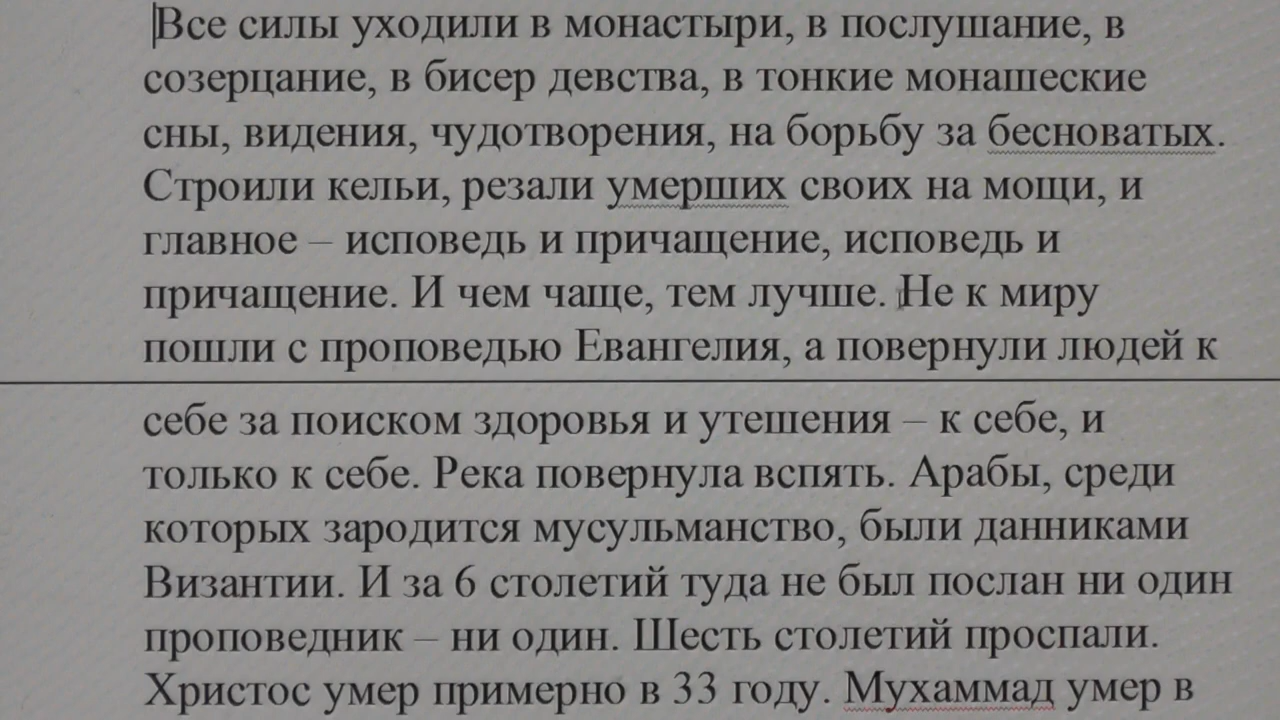 Все силы уходили в монастыри, в послушание, в
созерцание, в бисер девства, в тонкие монашеские
сны, видения, чудотворения, на борьбу за бесноватых.
Строили кельи, резали умерших своих на мощи, и
главное – исповедь и причащение, исповедь и
причащение. И чем чаще, тем лучше. Не к миру
пошли с проповедью Евангелия, а повернули людей к
себе за поиском здоровья и утешения – к себе, и
только к себе. Река повернула вспять. Арабы, среди
которых зародится мусульманство, были данниками
Византии. И за 6 столетий туда не был послан ни один
проповедник – ни один. Шесть столетий проспали.
Христос умер примерно в 33 году. Мухаммад умер в